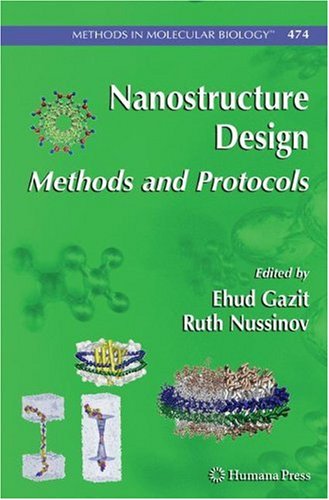 METHODS IN MOLECULAR BIOLOGY™ 474
Nanostructure
Design
Methods and Protocols
Edited by
Ehud Gazit
Ruth Nussinov
Humana Press